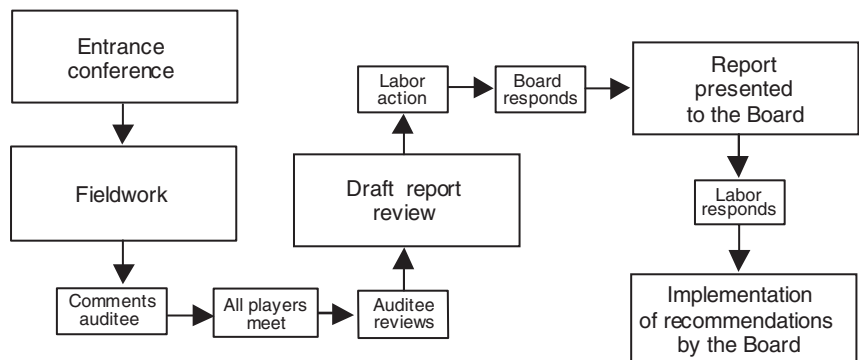 Entrance
conference
Fieldwork
Comments
auditee
All players
meet
Auditee
reviews
Draft report
review
Labor
action
Board
responds
Report
presented
to the Board
Labor
responds
Implementation
of recommendations
by the Board